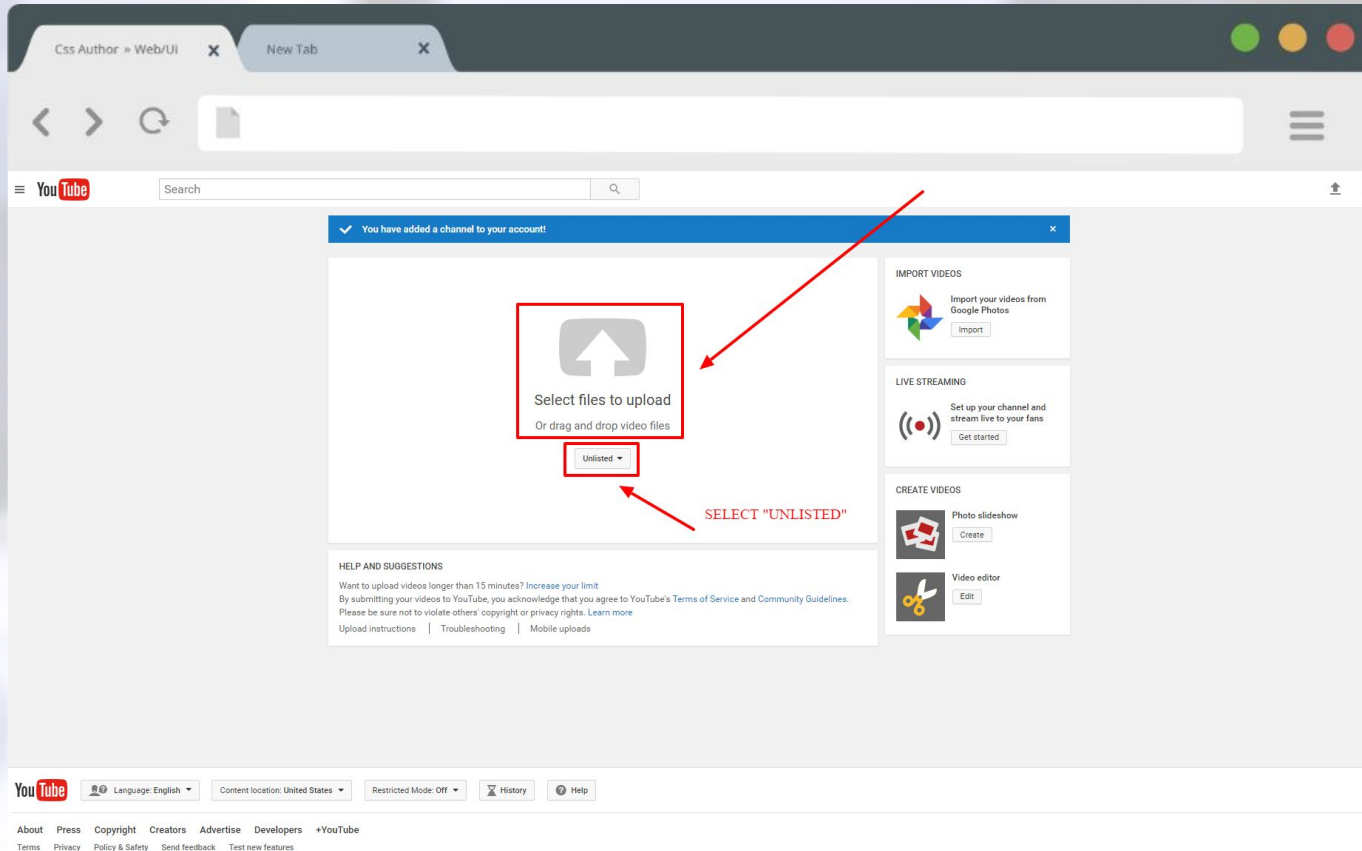 Css Author » Web/Ui
New Tab
YouTube
Search
You have added a channel to your account!
Select files to upload
Or drag and drop video files
Unlisted
SELECT "UNLISTED"
IMPORT VIDEOS
Import your videos from
Google Photos
Import
LIVE STREAMING
Set up your channel and
stream live to your fans
Get started
CREATE VIDEOS
Photo slideshow
Create
Video editor
Edit
HELP AND SUGGESTIONS
Want to upload videos longer than 15 minutes? Increase your limit
By submitting your videos to YouTube, you acknowledge that you agree to YouTube's Terms of Service and Community Guidelines.
Please be sure not to violate others' copyright or privacy rights. Learn more
Upload instructions | Troubleshooting | Mobile uploads
YouTube Language: English Content location: United States Restricted Mode: Off History Help
About Press Copyright Creators Advertise Developers +YouTube
Terms Privacy Policy & Safety Send feedback Test new features